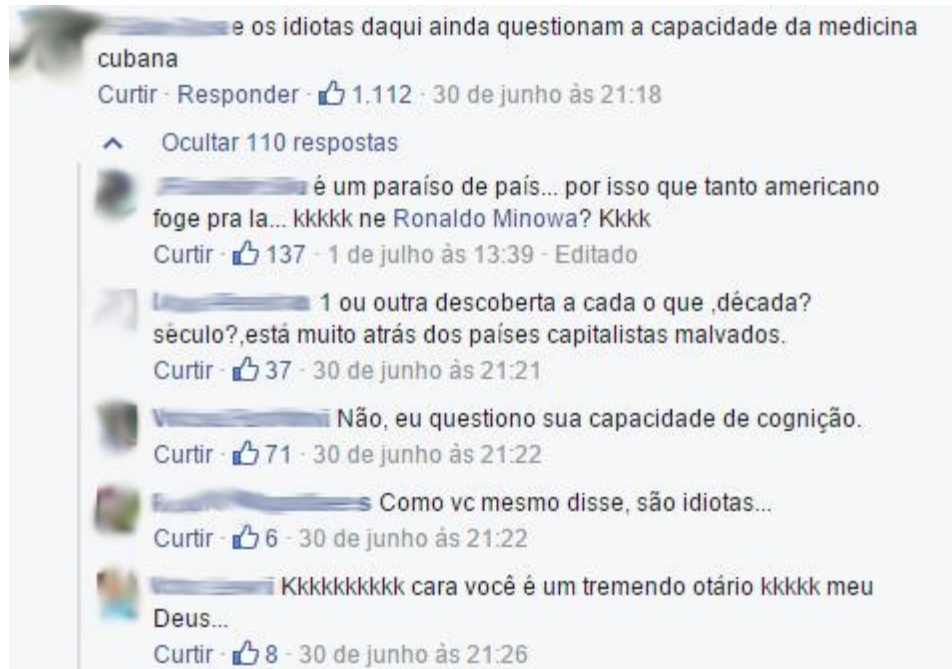 e os idiotas daqui ainda questionam a capacidade da medicina
cubana
Curtir · Responder · 1.112 · 30 de junho às 21:18
Ocultar 110 respostas
é um paraíso de país... por isso que tanto americano
foge pra la... kkkkk ne Ronaldo Minowa? Kkkk
Curtir · 137 · 1 de julho às 13:39 · Editado
1 ou outra descoberta a cada o que ,década?
século?,está muito atrás dos países capitalistas malvados.
Curtir · 37 · 30 de junho às 21:21
Não, eu questiono sua capacidade de cognição.
Curtir · 71 · 30 de junho às 21:22
Como vc mesmo disse, são idiotas...
Curtir · 6 · 30 de junho às 21:22
Kkkkkkkkkk cara você é um tremendo otário kkkkk meu
Deus...
Curtir · 8 · 30 de junho às 21:26